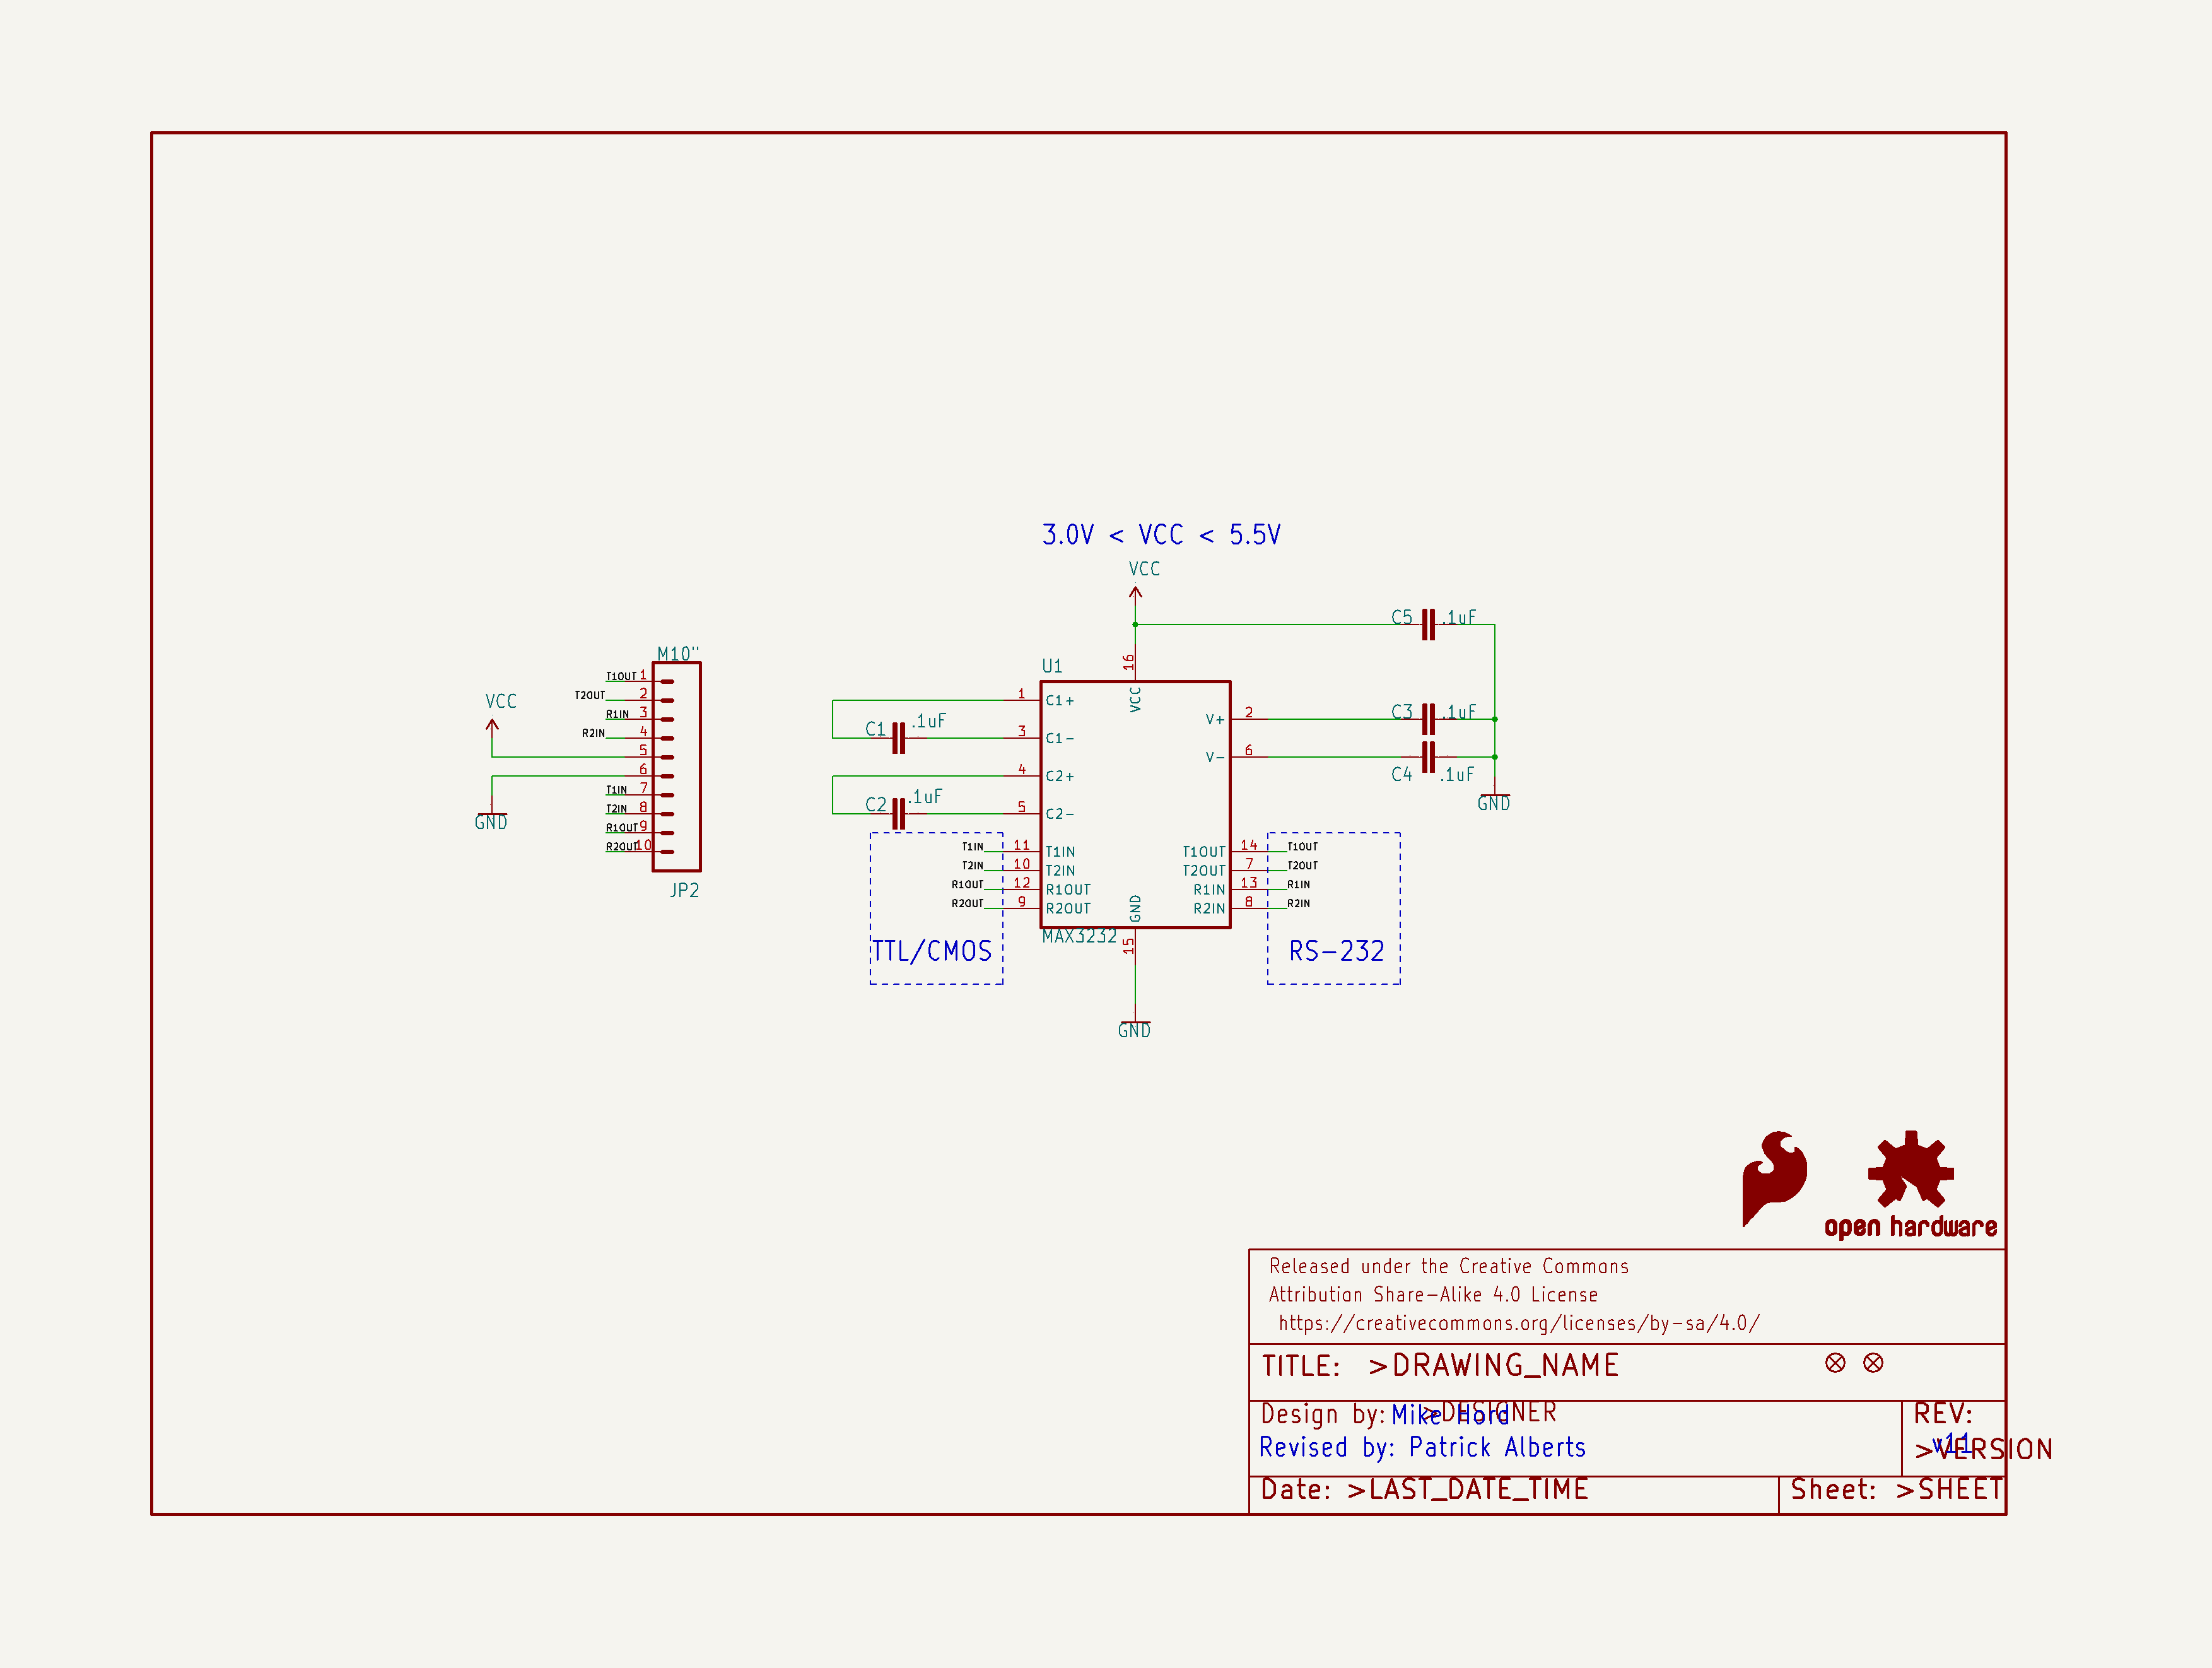 3.0V < VCC < 5.5V
VCC
C5 .1uF
M10"
T1OUT 1
T2OUT 2
R1IN 3
R2IN 4
5
6
T1IN 7
T2IN 8
R1OUT 9
R2OUT 10
JP2
VCC
GND
U1
16
VCC
1 C1+
C1 .1uF
3 C1-
4 C2+
C2 .1uF
5 C2-
V+ 2
C3 .1uF
V- 6
C4 .1uF
GND
T1IN 11 T1IN
T2IN 10 T2IN
R1OUT 12 R1OUT
R2OUT 9 R2OUT
T1OUT 14 T1OUT
T2OUT 7 T2OUT
R1IN 13 R1IN
R2IN 8 R2IN
GND
15
MAX3232
TTL/CMOS
RS-232
GND
open hardware
Released under the Creative Commons
Attribution Share-Alike 4.0 License
https://creativecommons.org/licenses/by-sa/4.0/
TITLE: >DRAWING_NAME
Design by: Mike Hord >DESIGNER
REV:
Revised by: Patrick Alberts
v11
>VERSION
Date: >LAST_DATE_TIME
Sheet: >SHEET